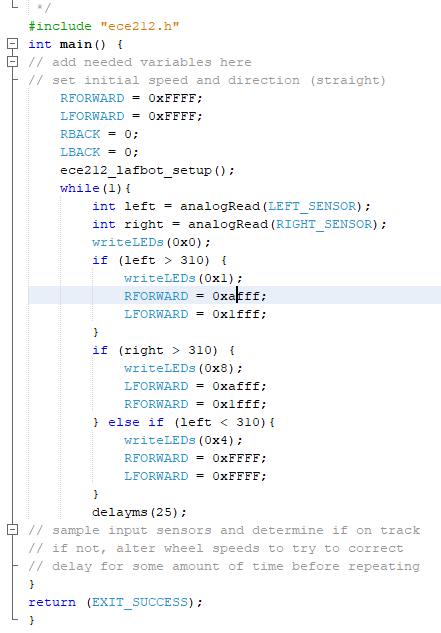 */
#include "ece212.h"
int main() {
// add needed variables here
// set initial speed and direction (straight)
    RFORWARD = 0xFFFF;
    LFORWARD = 0xFFFF;
    RBACK = 0;
    LBACK = 0;
    ece212_lafbot_setup();
    while(1){
        int left = analogRead(LEFT_SENSOR);
        int right = analogRead(RIGHT_SENSOR);
        writeLEDs(0x0);
        if (left > 310) {
            writeLEDs(0x1);
            RFORWARD = 0xafff;
            LFORWARD = 0x1fff;
        }
        if (right > 310) {
            writeLEDs(0x8);
            LFORWARD = 0xafff;
            RFORWARD = 0x1fff;
        } else if (left < 310){
            writeLEDs(0x4);
            RFORWARD = 0xFFFF;
            LFORWARD = 0xFFFF;
        }
        delayms(25);
// sample input sensors and determine if on track
// if not, alter wheel speeds to try to correct
// delay for some amount of time before repeating
}
return (EXIT_SUCCESS);
}